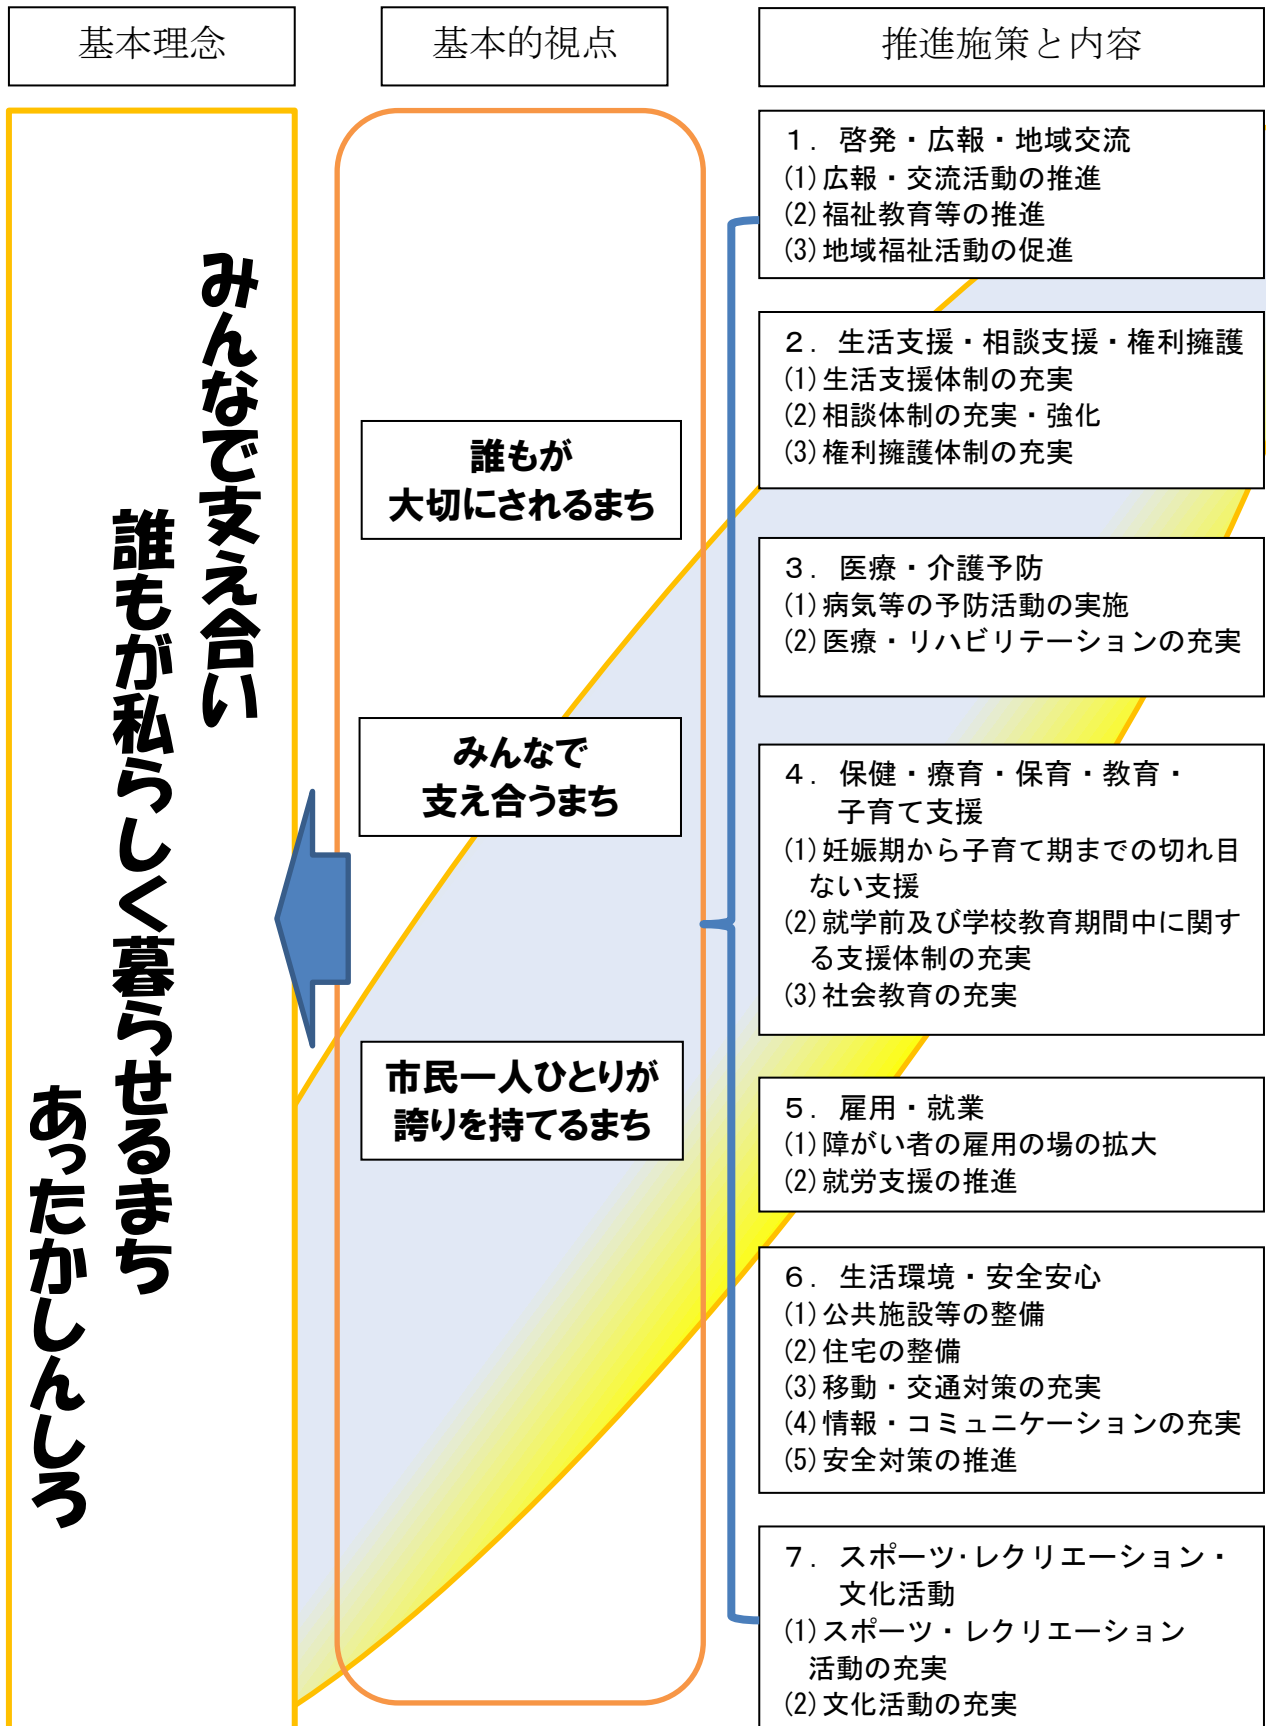 基本理念
基本的視点
推進施策と内容
みんなで支え合い
誰もが私らしく暮らせるまち
あったかしんしろ
誰もが
大切にされるまち
みんなで
支え合うまち
市民一人ひとりが
誇りを持てるまち
１．啓発・広報・地域交流
(1)広報・交流活動の推進
(2)福祉教育等の推進
(3)地域福祉活動の促進
２．生活支援・相談支援・権利擁護
(1)生活支援体制の充実
(2)相談体制の充実・強化
(3)権利擁護体制の充実
３．医療・介護予防
(1)病気等の予防活動の実施
(2)医療・リハビリテーションの充実
４．保健・療育・保育・教育・
子育て支援
(1)妊娠期から子育て期までの切れ目
ない支援
(2)就学前及び学校教育期間中に関す
る支援体制の充実
(3)社会教育の充実
５．雇用・就業
(1)障がい者の雇用の場の拡大
(2)就労支援の推進
６．生活環境・安全安心
(1)公共施設等の整備
(2)住宅の整備
(3)移動・交通対策の充実
(4)情報・コミュニケーションの充実
(5)安全対策の推進
７．スポーツ･レクリエーション・
文化活動
(1)スポーツ・レクリエーション
活動の充実
(2)文化活動の充実